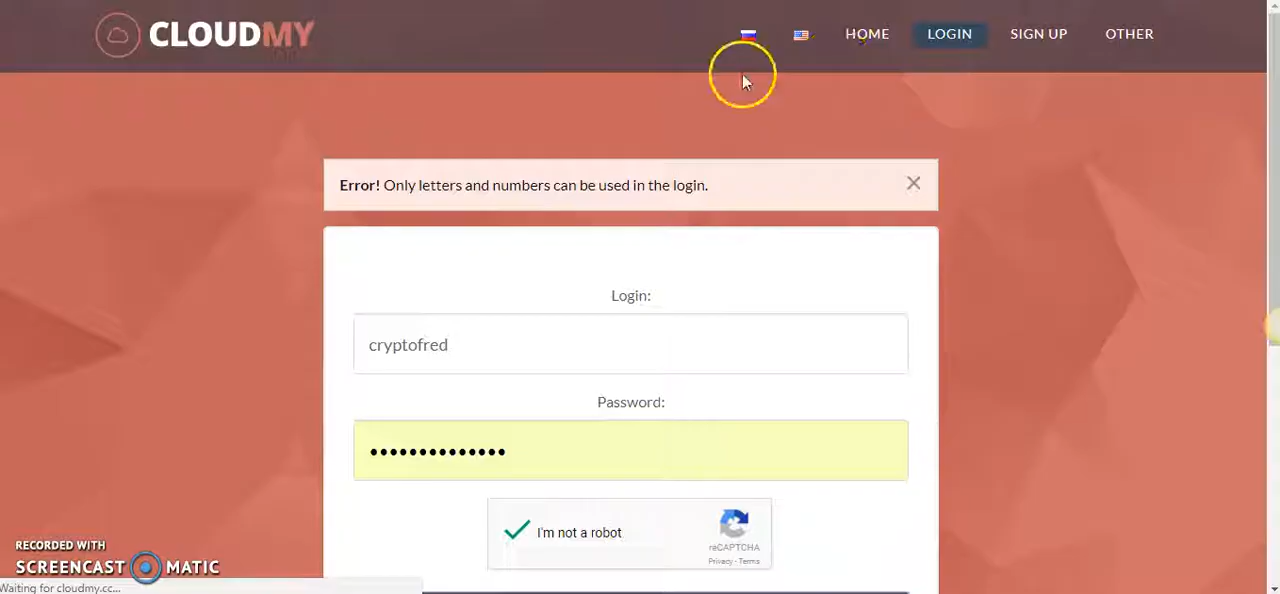 CLOUDMY
HOME
LOGIN
SIGN UP
OTHER
Error! Only letters and numbers can be used in the login.
Login:
cryptofred
Password:
I'm not a robot
reCAPTCHA
Privacy - Terms
RECORDED WITH
SCREENCAST MATIC
Waiting for cloudmy.cc...